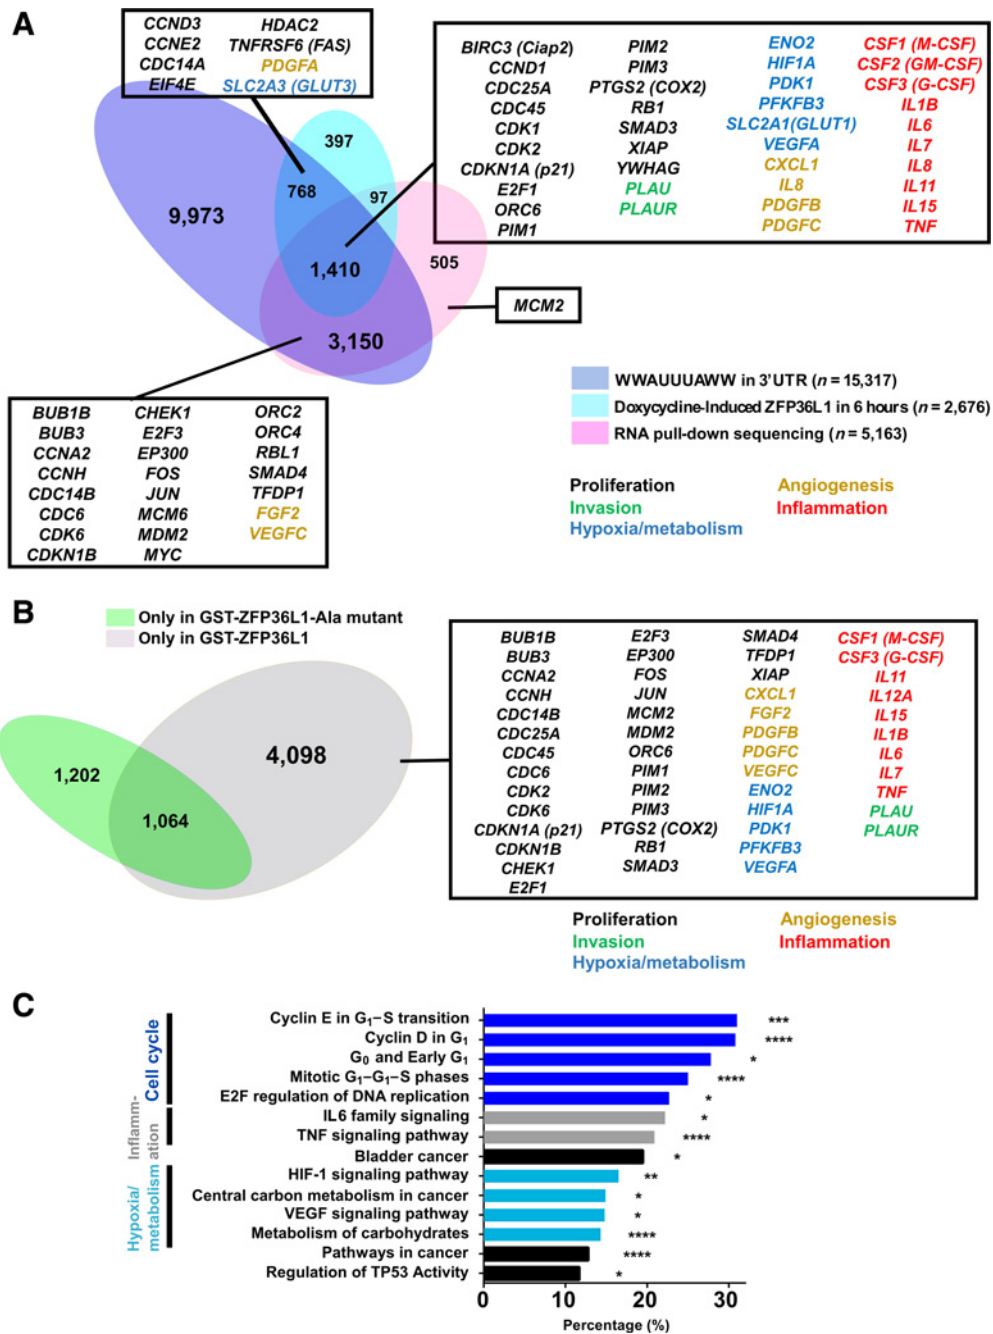 A
CCND3 HDAC2
CCNE2 TNFRSF6 (FAS)
CDC14A PDGFA
EIF4E SLC2A3 (GLUT3)
BIRC3 (Ciap2) PIM2 ENO2 CSF1 (M-CSF)
CCND1 PIM3 HIF1A CSF2 (GM-CSF)
CDC25A PTGS2 (COX2) PDK1 CSF3 (G-CSF)
CDC45 RB1 PFKFB3 IL1B
CDK1 SMAD3 SLC2A1(GLUT1) IL6
CDK2 XIAP VEGFA IL7
CDKN1A (p21) YWHAG CXCL1 IL8
E2F1 PLAU IL8 IL11
ORC6 PLAUR PDGFB IL15
PIM1 PDGFC TNF
397
768
97
9,973
1,410
505
3,150
MCM2
BUB1B CHEK1 ORC2
BUB3 E2F3 ORC4
CCNA2 EP300 RBL1
CCNH FOS SMAD4
CDC14B JUN TFDP1
CDC6 MCM6 FGF2
CDK6 MDM2 VEGFC
CDKN1B MYC
WWAUUUAWW in 3'UTR (n = 15,317)
Doxycycline-Induced ZFP36L1 in 6 hours (n = 2,676)
RNA pull-down sequencing (n = 5,163)
Proliferation Angiogenesis
Invasion Inflammation
Hypoxia/metabolism
B
Only in GST-ZFP36L1-Ala mutant
Only in GST-ZFP36L1
1,202
1,064
4,098
BUB1B E2F3 SMAD4 CSF1 (M-CSF)
BUB3 EP300 TFDP1 CSF3 (G-CSF)
CCNA2 FOS XIAP IL11
CCNH JUN CXCL1 IL12A
CDC14B MCM2 FGF2 IL15
CDC25A MDM2 PDGFB IL1B
CDC45 ORC6 PDGFC IL6
CDC6 PIM1 VEGFC IL7
CDK2 PIM2 ENO2 TNF
CDK6 PIM3 HIF1A PLAU
CDKN1A (p21) PTGS2 (COX2) PDK1 PLAUR
CDKN1B RB1 PFKFB3
CHEK1 SMAD3 VEGFA
E2F1
Proliferation Angiogenesis
Invasion Inflammation
Hypoxia/metabolism
C
Cell cycle
Inflamm-
ation
Hypoxia/
metabolism
Cyclin E in G₁–S transition ***
Cyclin D in G₁ ****
G₀ and Early G₁ *
Mitotic G₁–G₁–S phases ****
E2F regulation of DNA replication *
IL6 family signaling *
TNF signaling pathway ****
Bladder cancer *
HIF-1 signaling pathway **
Central carbon metabolism in cancer *
VEGF signaling pathway *
Metabolism of carbohydrates ****
Pathways in cancer ****
Regulation of TP53 Activity *
0 10 20 30
Percentage (%)